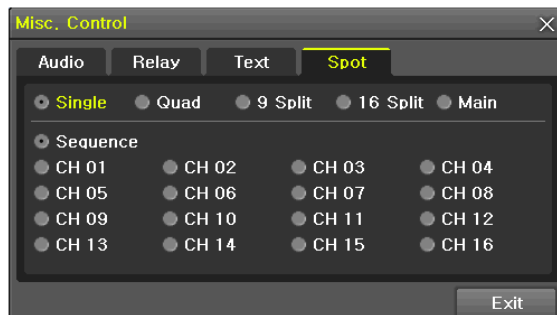 Misc. Control
Audio Relay Text Spot
Single Quad 9 Split 16 Split Main
Sequence
CH 01 CH 02 CH 03 CH 04
CH 05 CH 06 CH 07 CH 08
CH 09 CH 10 CH 11 CH 12
CH 13 CH 14 CH 15 CH 16
Exit